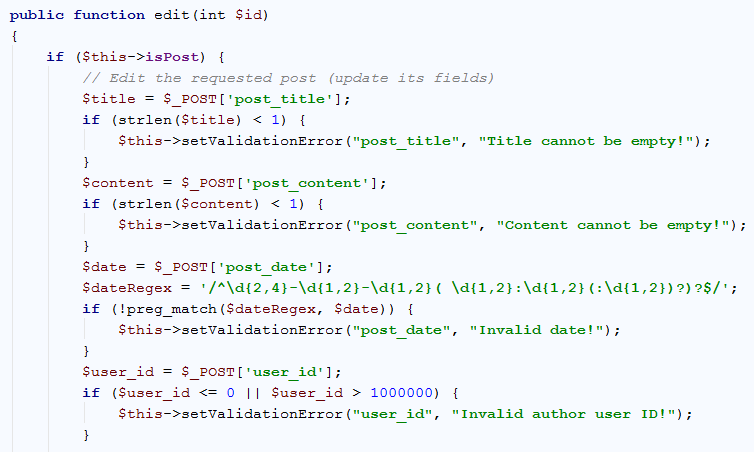 public function edit(int $id)
{
    if ($this->isPost) {
        // Edit the requested post (update its fields)
        $title = $_POST['post_title'];
        if (strlen($title) < 1) {
            $this->setValidationError("post_title", "Title cannot be empty!");
        }
        $content = $_POST['post_content'];
        if (strlen($content) < 1) {
            $this->setValidationError("post_content", "Content cannot be empty!");
        }
        $date = $_POST['post_date'];
        $dateRegex = '/^\d{2,4}-\d{1,2}-\d{1,2}( \d{1,2}:\d{1,2}(:\d{1,2})?)?$/';
        if (!preg_match($dateRegex, $date)) {
            $this->setValidationError("post_date", "Invalid date!");
        }
        $user_id = $_POST['user_id'];
        if ($user_id <= 0 || $user_id > 1000000) {
            $this->setValidationError("user_id", "Invalid author user ID!");
        }